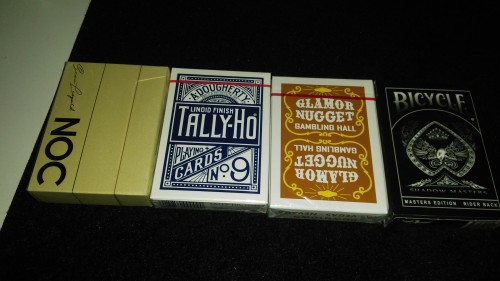 NOC
A. DOUGHERTY
LINOID FINISH
TALLY-HO
PLAYING
CARDS No 9
GLAMOR
NUGGET
GAMBLING HALL
GAMBLING HALL
NUGGET
GLAMOR
BICYCLE
SHADOW MASTERS
MASTERS EDITION RIDER BACK